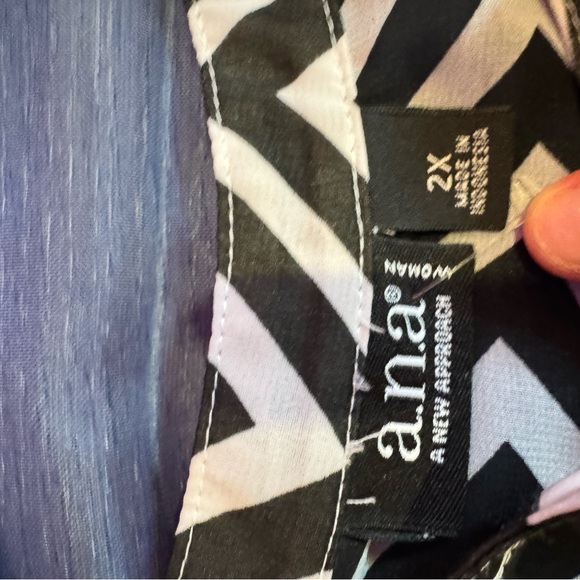 2X
MADE IN
INDONESIA
WOMAN
a.n.a®
A NEW APPROACH